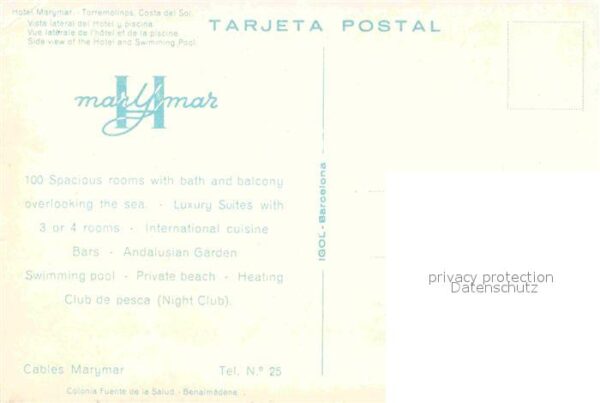 Hotel Marymar. - Torremolinos. Costa del Sol.
Vista lateral del Hotel y piscina
Vue latérale de l'hôtel et de la piscine
Side view of the Hotel and Swimming Pool.
TARJETA POSTAL
H
marymar
100 Spacious rooms with bath and balcony
overlooking the sea. - Luxury Suites with
3 or 4 rooms - International cuisine
Bars - Andalusian Garden
Swimming pool - Private beach - Heating
Club de pesca (Night Club).
Cables Marymar Tel. N.º 25
Colonia Fuente de la Salud - Benalmádena
IGOL - Barcelona
privacy protection
Datenschutz